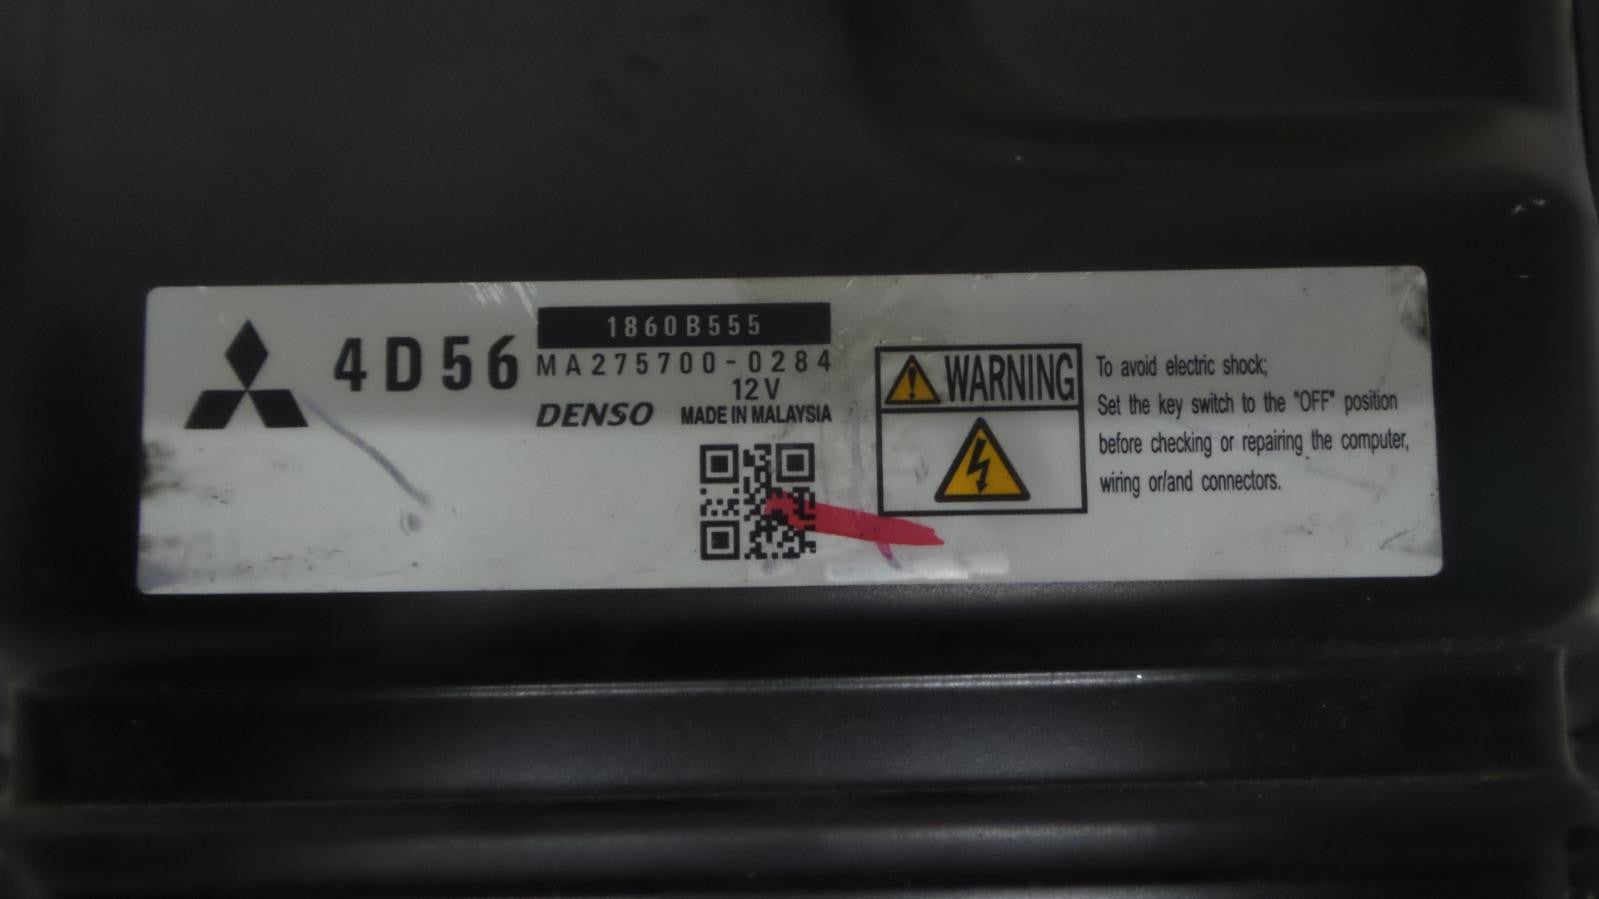 4D56
1860B555
MA275700-0284
12V
DENSO MADE IN MALAYSIA
WARNING
To avoid electric shock;
Set the key switch to the "OFF" position
before checking or repairing the computer,
wiring or/and connectors.